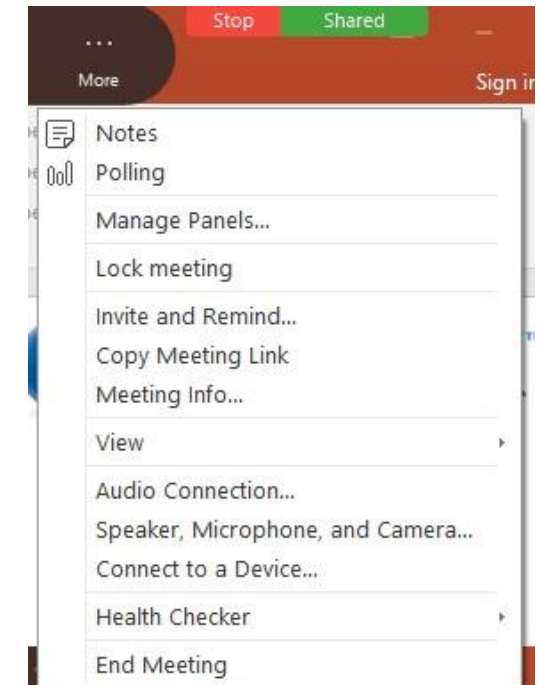 Stop Shared
...
More
Sign in
Notes
Polling
Manage Panels...
Lock meeting
Invite and Remind...
Copy Meeting Link
Meeting Info...
View
Audio Connection...
Speaker, Microphone, and Camera...
Connect to a Device...
Health Checker
End Meeting